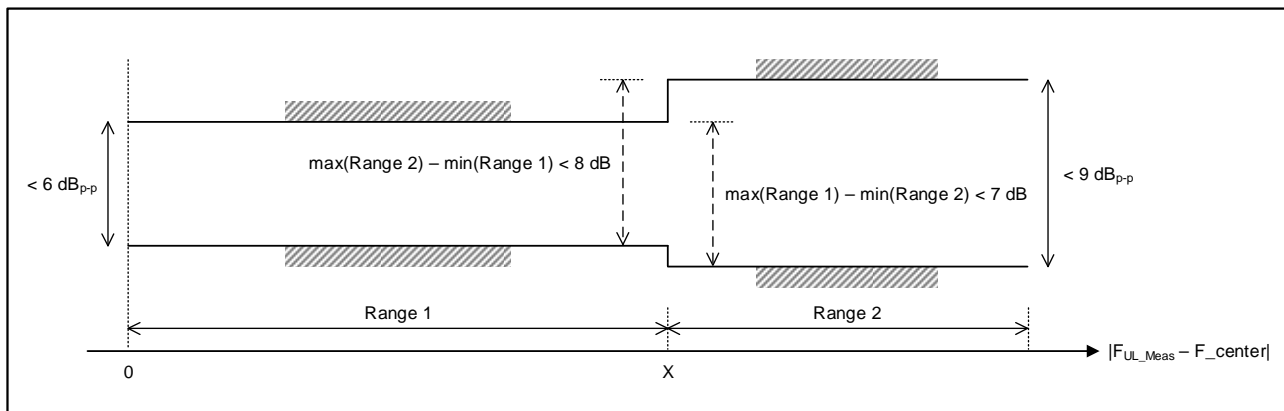 max(Range 2) – min(Range 1) < 8 dB
< 6 dBp-p
max(Range 1) – min(Range 2) < 7 dB
< 9 dBp-p
Range 1
Range 2
|FUL_Meas – F_center|
0
X